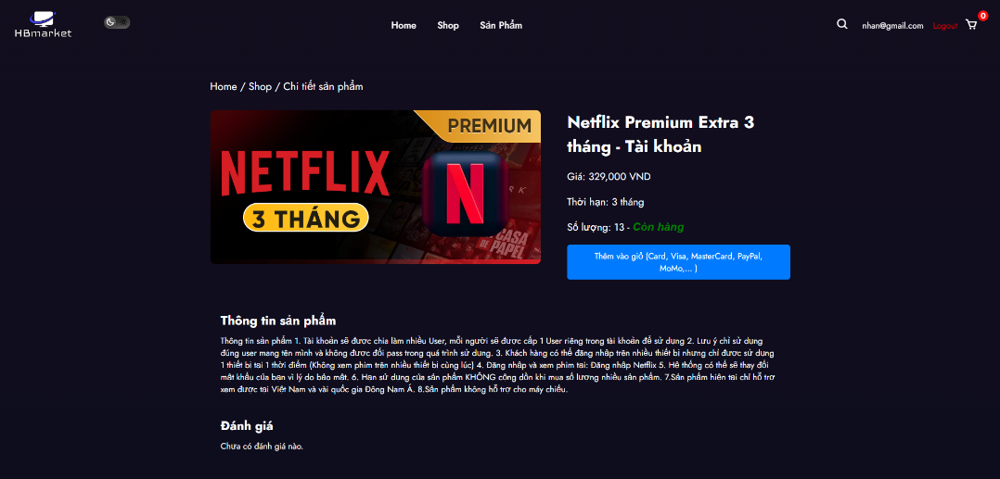 HBmarket
Home Shop Sản Phẩm
nhan@gmail.com Logout 0
Home / Shop / Chi tiết sản phẩm
PREMIUM
NETFLIX
3 THÁNG
N
CASA
DE PAPEL
Netflix Premium Extra 3
tháng - Tài khoản
Giá: 329,000 VND
Thời hạn: 3 tháng
Số lượng: 13 - Còn hàng
Thêm vào giỏ (Card, Visa, MasterCard, PayPal,
MoMo,... )
Thông tin sản phẩm
Thông tin sản phẩm 1. Tài khoản sẽ được chia làm nhiều User, mỗi người sẽ được cấp 1 User riêng trong tài khoản để sử dụng 2. Lưu ý chỉ sử dụng
đúng user mang tên mình và không được đổi pass trong quá trình sử dụng. 3. Khách hàng có thể đăng nhập trên nhiều thiết bị nhưng chỉ được sử dụng
1 thiết bị tại 1 thời điểm (Không xem phim trên nhiều thiết bị cùng lúc) 4. Đăng nhập và xem phim tại: Đăng nhập Netflix 5. Hệ thống có thể sẽ thay đổi
mật khẩu của bạn vì lý do bảo mật. 6. Hạn sử dụng của sản phẩm KHÔNG cộng dồn khi mua số lượng nhiều sản phẩm. 7.Sản phẩm hiện tại chỉ hỗ trợ
xem được tại Việt Nam và vài quốc gia Đông Nam Á. 8.Sản phẩm không hỗ trợ cho máy chiếu.
Đánh giá
Chưa có đánh giá nào.